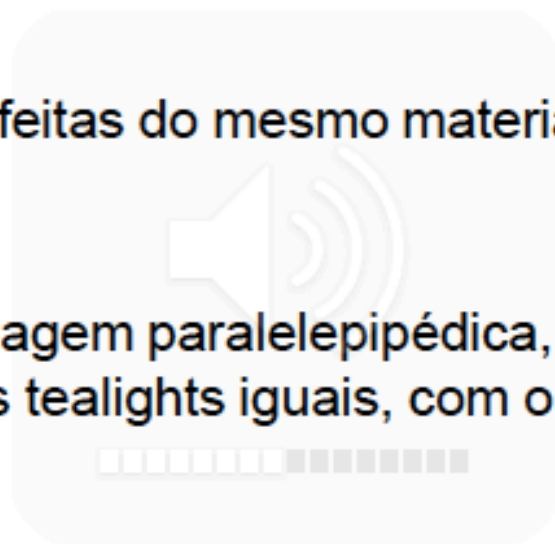 feitas do mesmo materia
agem paralelepipédica,
s tealights iguais, com o